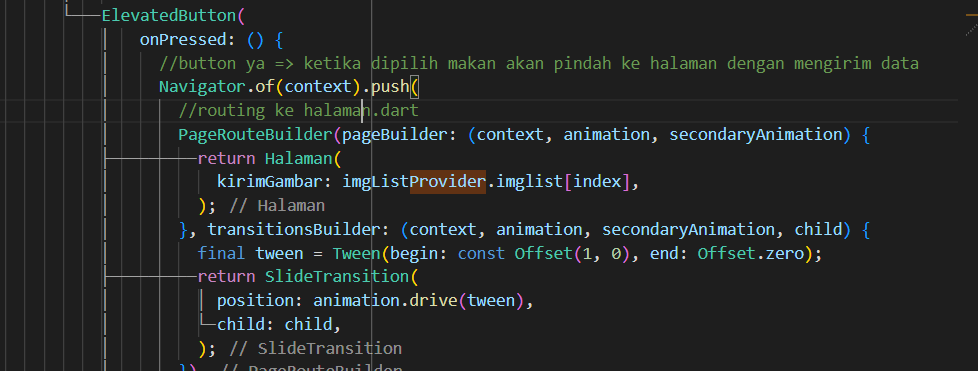 ElevatedButton(
onPressed: () {
//button ya => ketika dipilih makan akan pindah ke halaman dengan mengirim data
Navigator.of(context).push(
//routing ke halaman.dart
PageRouteBuilder(pageBuilder: (context, animation, secondaryAnimation) {
return Halaman(
kirimGambar: imgListProvider.imglist[index],
); // Halaman
}, transitionsBuilder: (context, animation, secondaryAnimation, child) {
final tween = Tween(begin: const Offset(1, 0), end: Offset.zero);
return SlideTransition(
position: animation.drive(tween),
child: child,
); // SlideTransition
}) // PageRouteBuilder